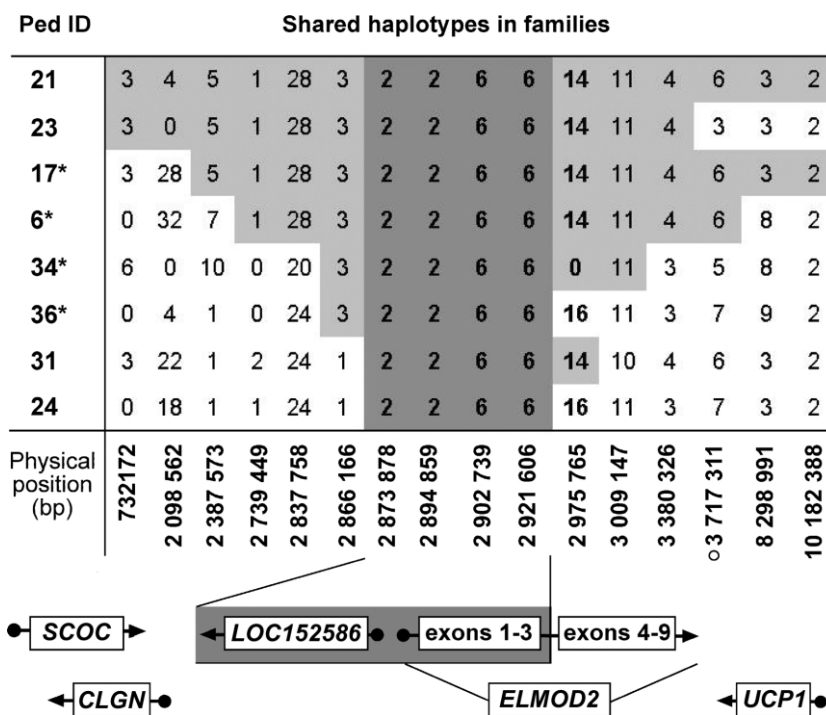 Ped ID Shared haplotypes in families
21 3 4 5 1 28 3 2 2 6 6 14 11 4 6 3 2
23 3 0 5 1 28 3 2 2 6 6 14 11 4 3 3 2
17* 3 28 5 1 28 3 2 2 6 6 14 11 4 6 3 2
6* 0 32 7 1 28 3 2 2 6 6 14 11 4 6 8 2
34* 6 0 10 0 20 3 2 2 6 6 0 11 3 5 8 2
36* 0 4 1 0 24 3 2 2 6 6 16 11 3 7 9 2
31 3 22 1 2 24 1 2 2 6 6 14 10 4 6 3 2
24 0 18 1 1 24 1 2 2 6 6 16 11 3 7 3 2
Physical
position
(bp)
732172
2 098 562
2 387 573
2 739 449
2 837 758
2 866 166
2 873 878
2 894 859
2 902 739
2 921 606
2 975 765
3 009 147
3 380 326
3 717 311
8 298 991
10 182 388
SCOC LOC152586 exons 1-3 exons 4-9
CLGN ELMOD2 UCP1